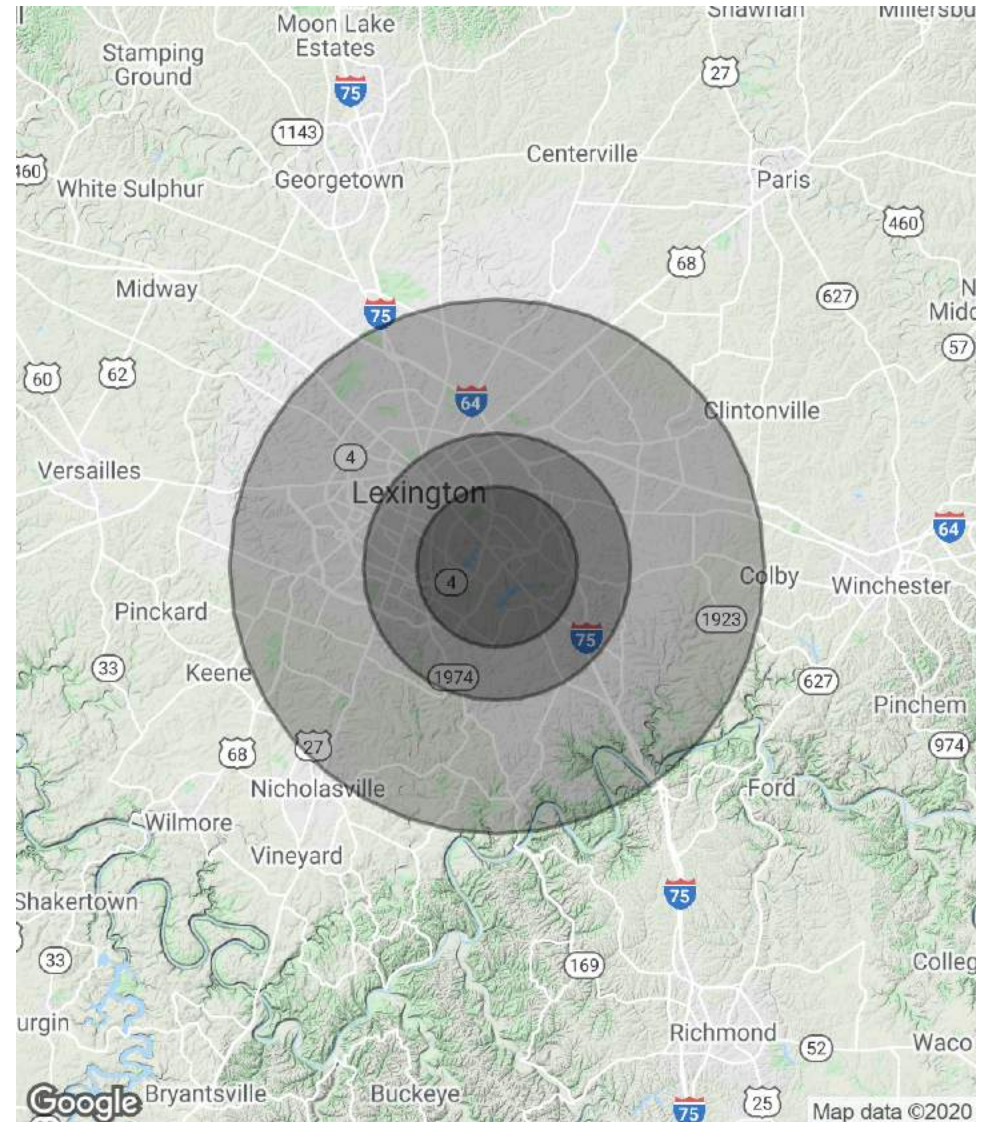 Shawhan
Millersbu
Moon Lake
Estates
Stamping
Ground
27
75
1143
Centerville
460
White Sulphur
Georgetown
Paris
460
68
Midway
627
N
Midd
75
57
60
62
64
Clintonville
4
Versailles
Lexington
64
4
Colby
Winchester
Pinckard
1923
75
33
Keene
1974
627
Pinchem
68
27
974
Nicholasville
Ford
Wilmore
Vineyard
75
Shakertown
33
169
Colleg
urgin
Richmond
52
Waco
Google
Bryantsville
Buckeye
75
25
Map data ©2020